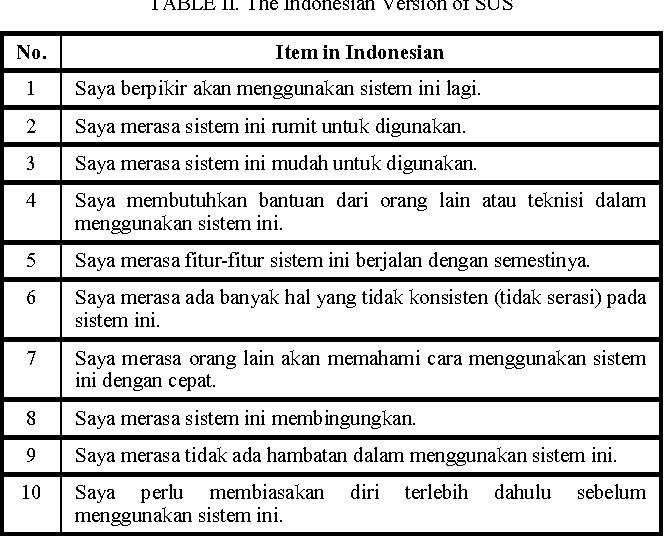 TABLE II. The Indonesian Version of SUS
No. Item in Indonesian
1 Saya berpikir akan menggunakan sistem ini lagi.
2 Saya merasa sistem ini rumit untuk digunakan.
3 Saya merasa sistem ini mudah untuk digunakan.
4 Saya membutuhkan bantuan dari orang lain atau teknisi dalam
menggunakan sistem ini.
5 Saya merasa fitur-fitur sistem ini berjalan dengan semestinya.
6 Saya merasa ada banyak hal yang tidak konsisten (tidak serasi) pada
sistem ini.
7 Saya merasa orang lain akan memahami cara menggunakan sistem
ini dengan cepat.
8 Saya merasa sistem ini membingungkan.
9 Saya merasa tidak ada hambatan dalam menggunakan sistem ini.
10 Saya perlu membiasakan diri terlebih dahulu sebelum
menggunakan sistem ini.